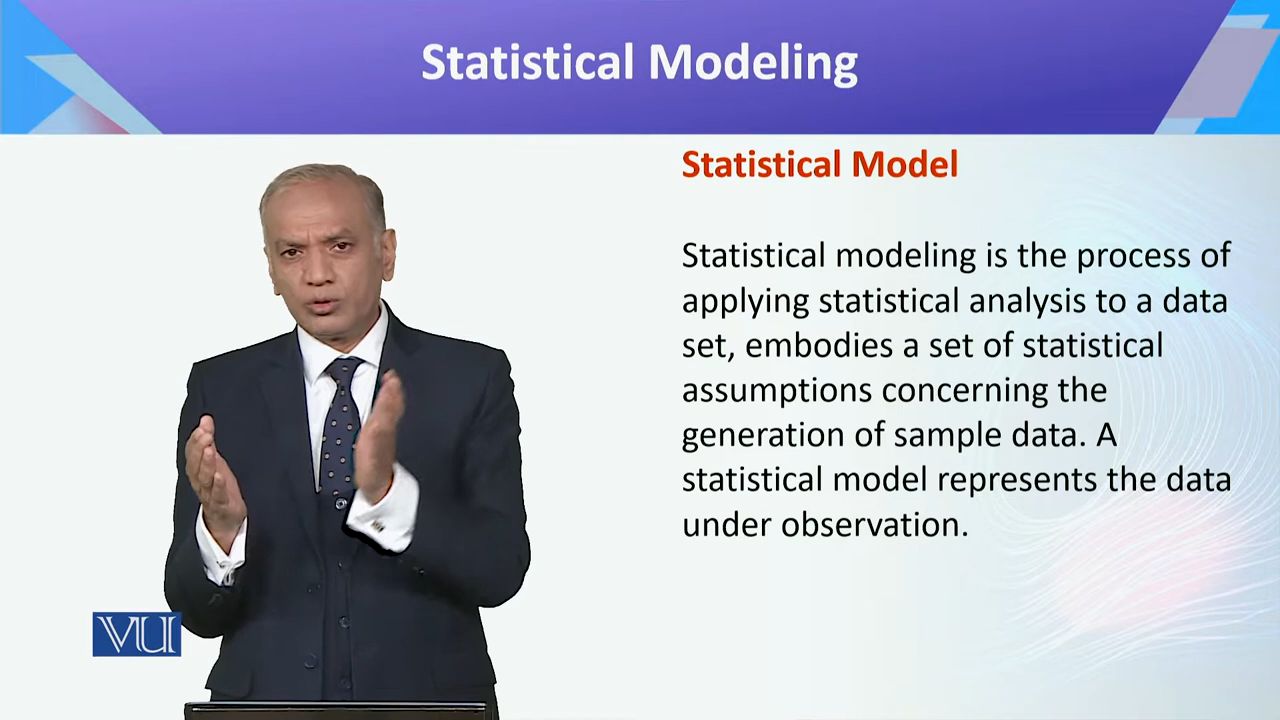 Statistical Modeling
Statistical Model
Statistical modeling is the process of
applying statistical analysis to a data
set, embodies a set of statistical
assumptions concerning the
generation of sample data. A
statistical model represents the data
under observation.
VU